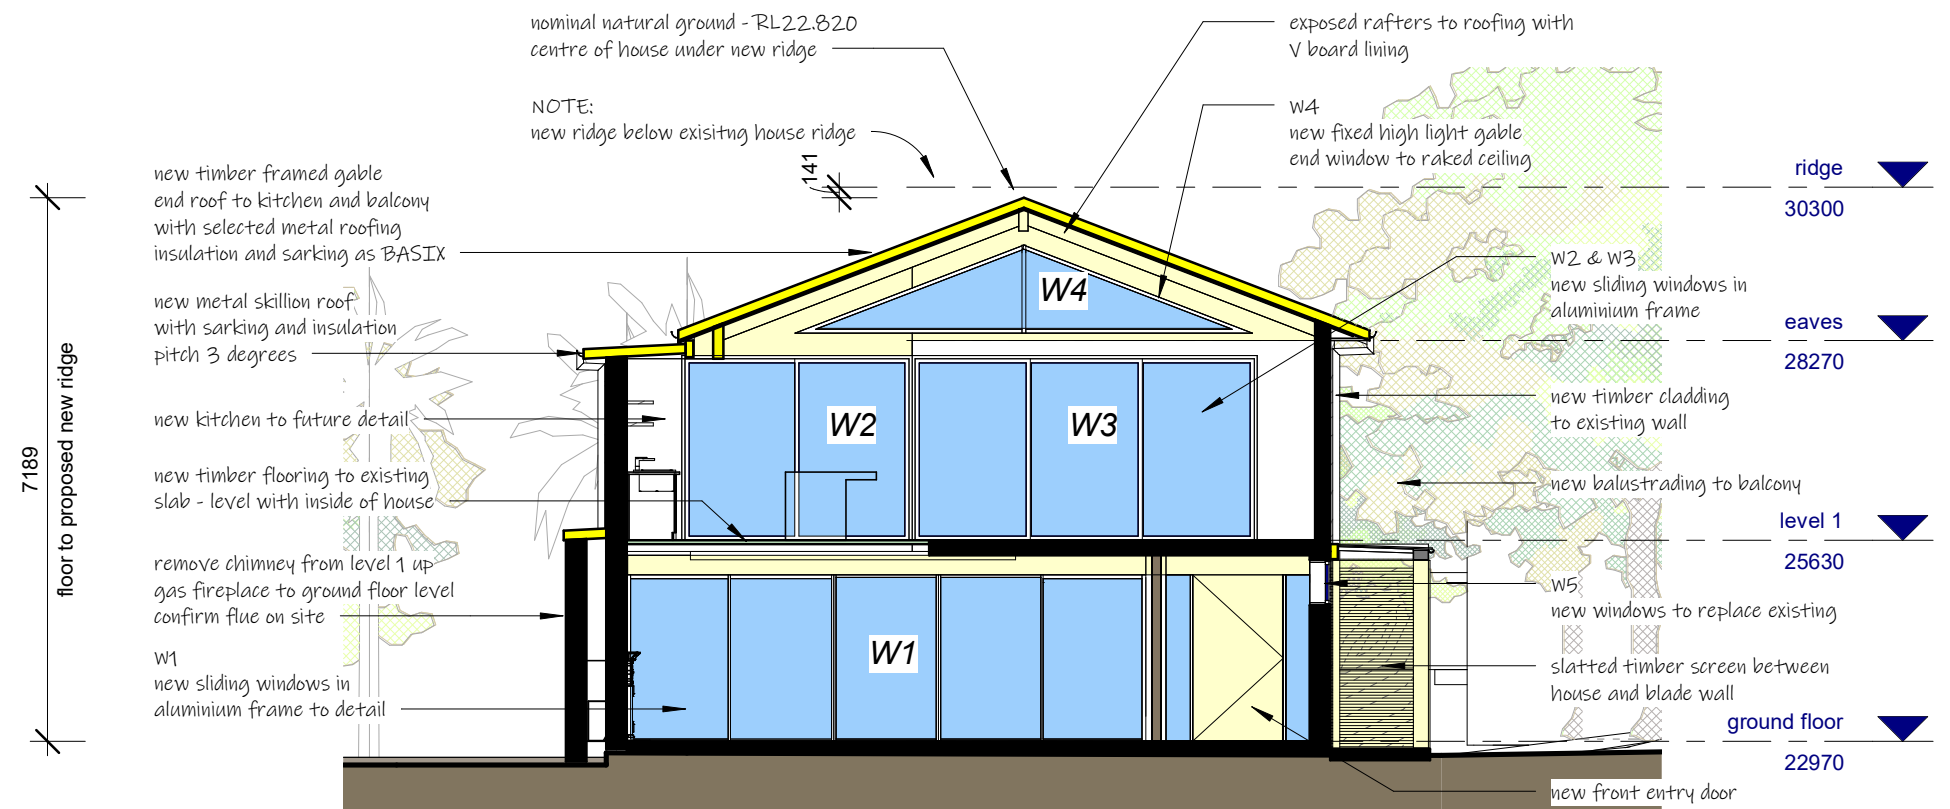 nominal natural ground - RL22.820
centre of house under new ridge
NOTE:
new ridge below exisitng house ridge
141
exposed rafters to roofing with
V board lining
W4
new fixed high light gable
end window to raked ceiling
new timber framed gable
end roof to kitchen and balcony
with selected metal roofing
insulation and sarking as BASIX
new metal skillion roof
with sarking and insulation
pitch 3 degrees
new kitchen to future detail
new timber flooring to existing
slab - level with inside of house
remove chimney from level 1 up
gas fireplace to ground floor level
confirm flue on site
W1
new sliding windows in
aluminium frame to detail
7189
floor to proposed new ridge
W4
W2
W3
W1
W2 & W3
new sliding windows in
aluminium frame
new timber cladding
to existing wall
new balustrading to balcony
W5
new windows to replace existing
slatted timber screen between
house and blade wall
new front entry door
ridge
30300
eaves
28270
level 1
25630
ground floor
22970